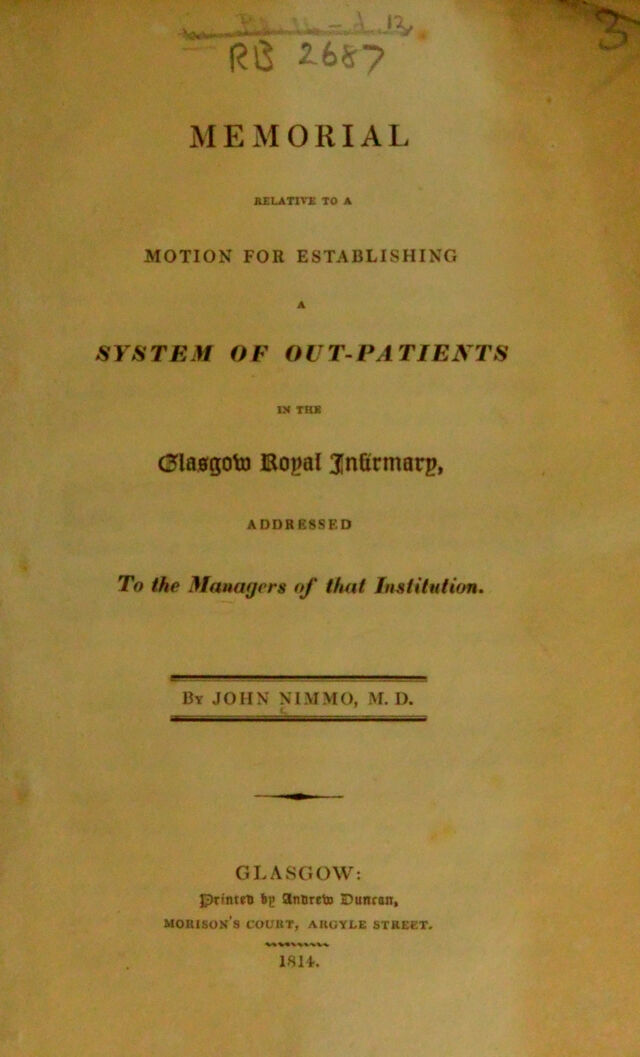 3
RB 2687
MEMORIAL
RELATIVE TO A
MOTION FOR ESTABLISHING
A
SYSTEM OF OUT-PATIENTS
IN THE
Glasgow Royal Infirmary,
ADDRESSED
To the Managers of that Institution.
BY JOHN NIMMO, M. D.
GLASGOW:
Printed by Andrew Duncan,
MORISON'S COURT, ARGYLE STREET.
1814.